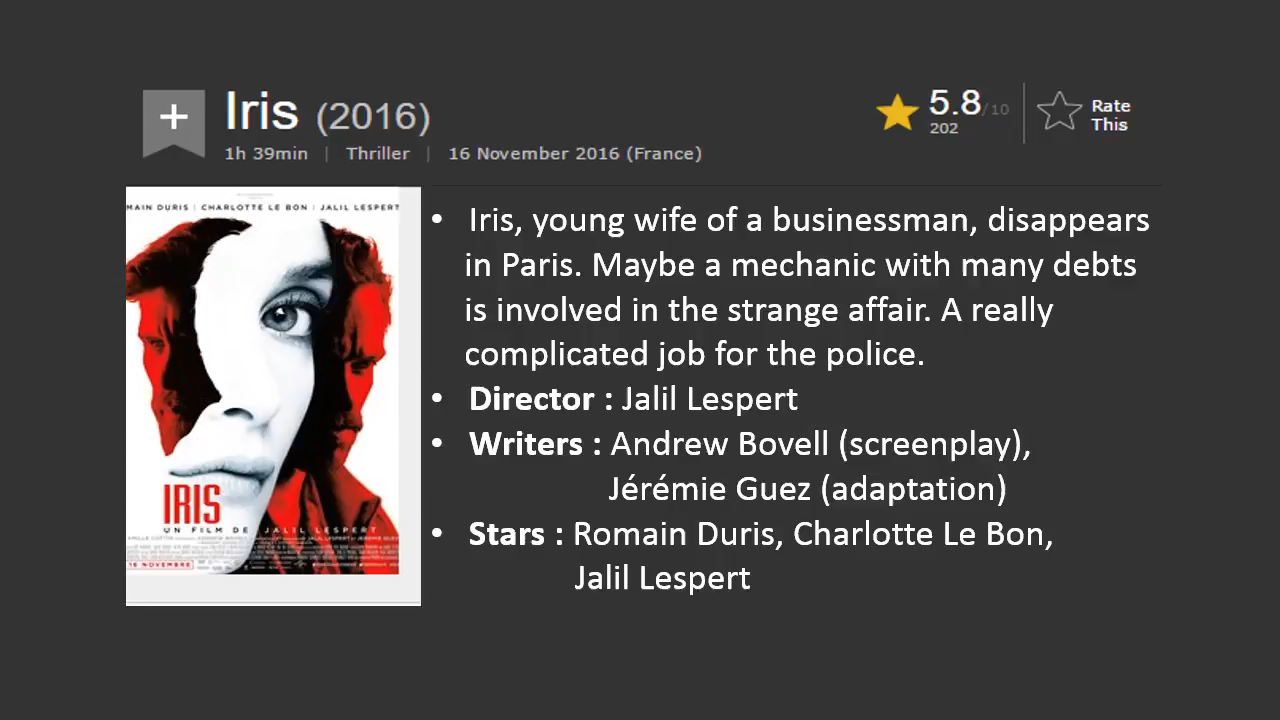 +
Iris (2016)
1h 39min | Thriller | 16 November 2016 (France)
5.8/10
202
Rate
This
MAIN DURIS | CHARLOTTE LE BON | JALIL LESPERT
IRIS
UN FILM DE JALIL LESPERT
16 NOVEMBRE
• Iris, young wife of a businessman, disappears
in Paris. Maybe a mechanic with many debts
is involved in the strange affair. A really
complicated job for the police.
• Director : Jalil Lespert
• Writers : Andrew Bovell (screenplay),
Jérémie Guez (adaptation)
• Stars : Romain Duris, Charlotte Le Bon,
Jalil Lespert